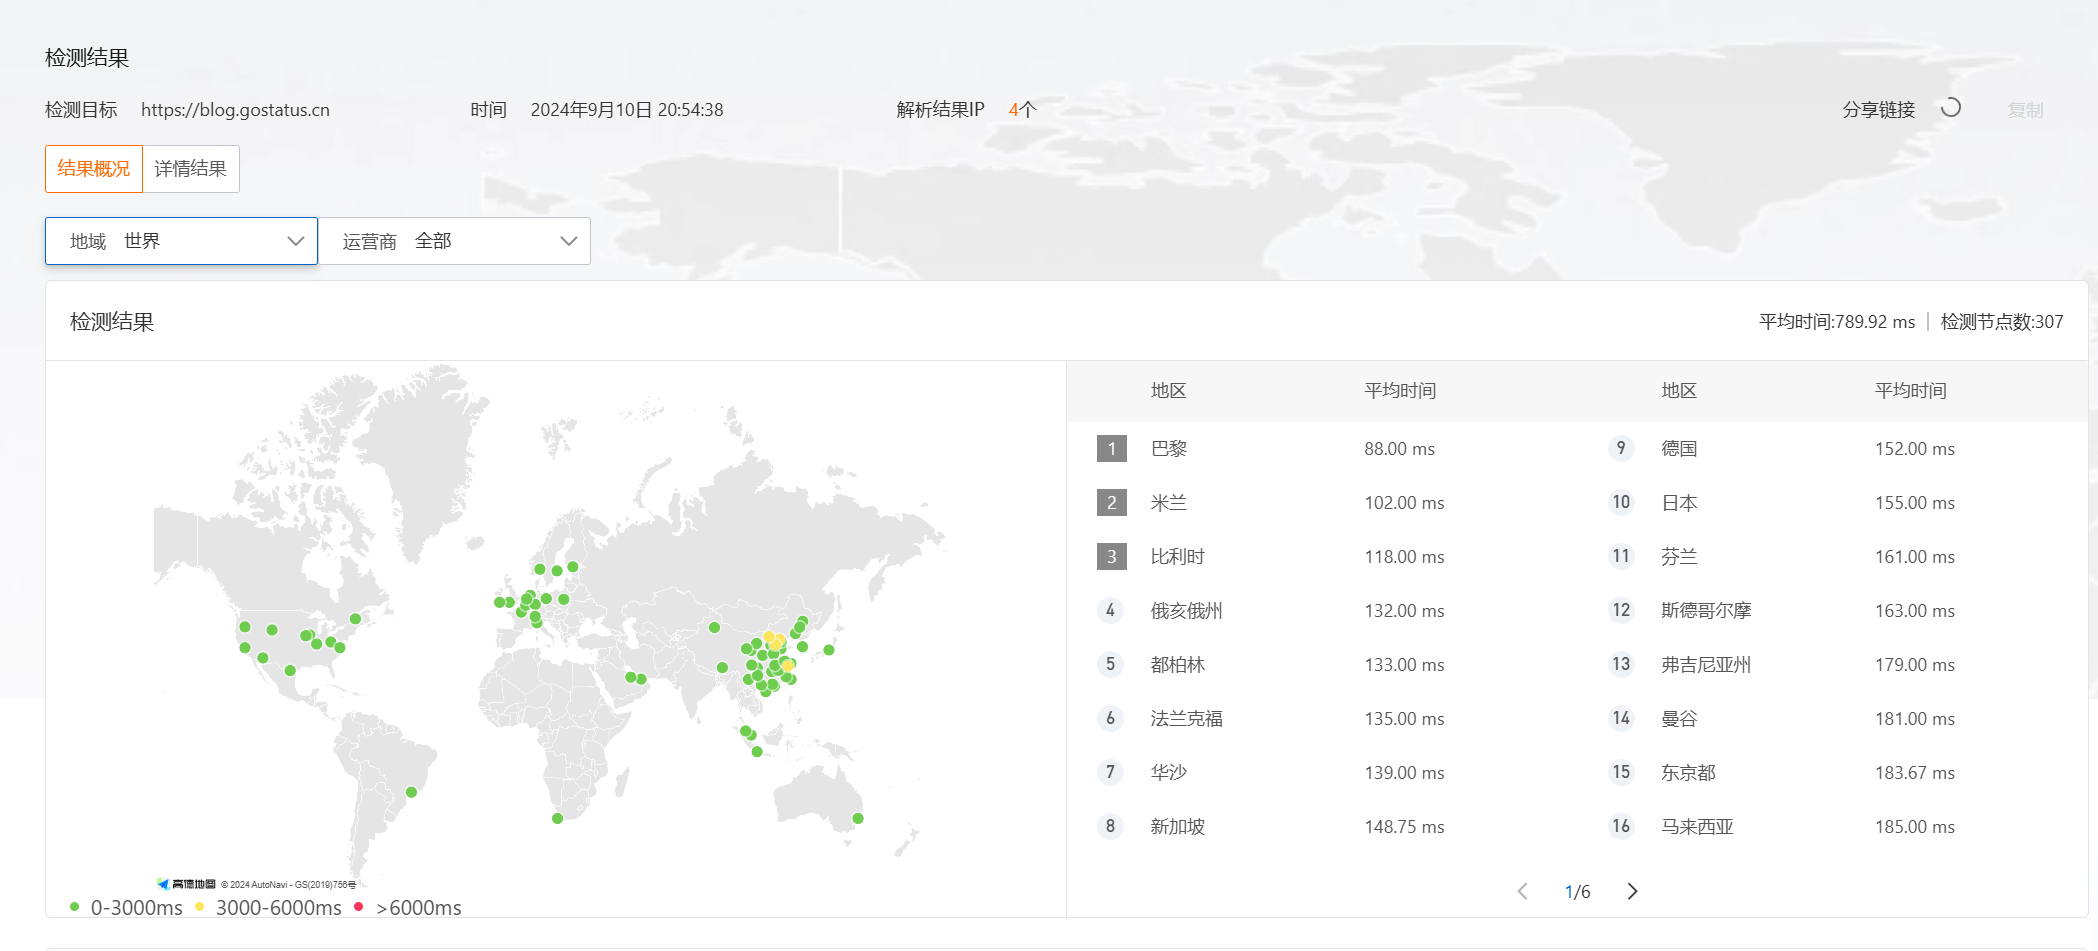 检测结果
检测目标 https://blog.gostatus.cn 时间 2024年9月10日 20:54:38 解析结果IP 4个 分享链接 复制
结果概况 详情结果
地域 世界 运营商 全部
检测结果 平均时间:789.92 ms 检测节点数:307
地区 平均时间 地区 平均时间
1 巴黎 88.00 ms 9 德国 152.00 ms
2 米兰 102.00 ms 10 日本 155.00 ms
3 比利时 118.00 ms 11 芬兰 161.00 ms
4 俄亥俄州 132.00 ms 12 斯德哥尔摩 163.00 ms
5 都柏林 133.00 ms 13 弗吉尼亚州 179.00 ms
6 法兰克福 135.00 ms 14 曼谷 181.00 ms
7 华沙 139.00 ms 15 东京都 183.67 ms
8 新加坡 148.75 ms 16 马来西亚 185.00 ms
高德地图 © 2024 AutoNavi - GS(2019)756号
0-3000ms 3000-6000ms >6000ms
1/6